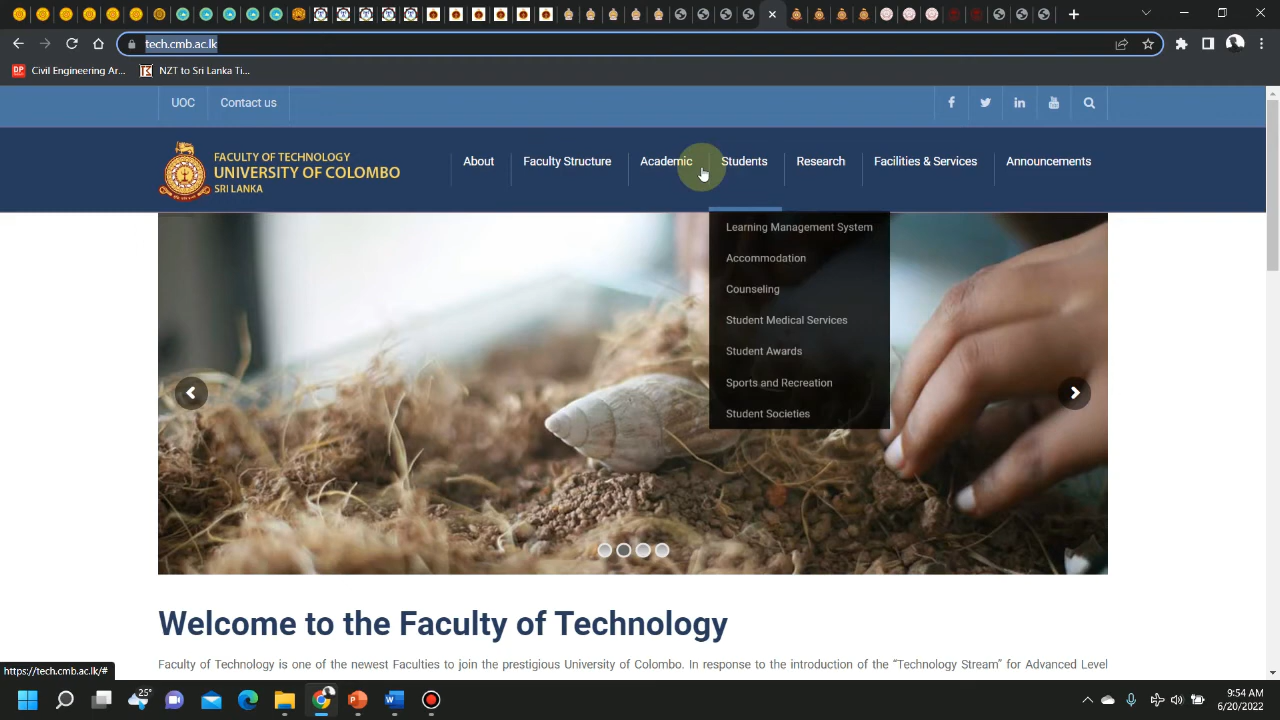 tech.cmb.ac.lk
DP Civil Engineering Ar...
NZT to Sri Lanka Ti...
UOC
Contact us
FACULTY OF TECHNOLOGY
UNIVERSITY OF COLOMBO
SRI LANKA
About
Faculty Structure
Academic
Students
Research
Facilities & Services
Announcements
Learning Management System
Accommodation
Counseling
Student Medical Services
Student Awards
Sports and Recreation
Student Societies
Welcome to the Faculty of Technology
Faculty of Technology is one of the newest Faculties to join the prestigious University of Colombo. In response to the introduction of the “Technology Stream” for Advanced Level
https://tech.cmb.ac.lk/#
25°
9:54 AM
6/20/2022